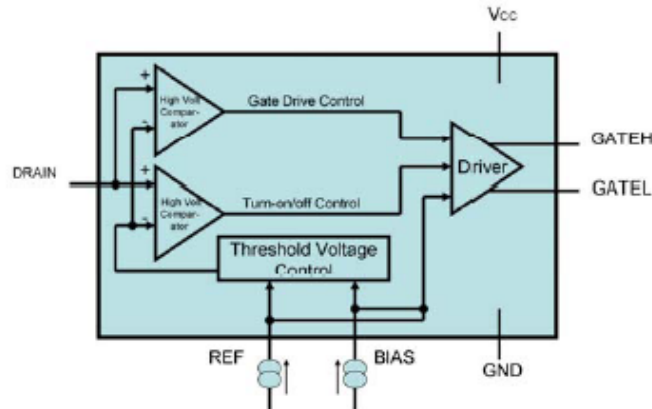 Vcc
+
High Volt
Compar-
ator
-
Gate Drive Control
GATEH
Driver
DRAIN
+
High Volt
Compar-
ator
-
GATEL
Turn-on/off Control
Threshold Voltage
Control
REF
BIAS
GND